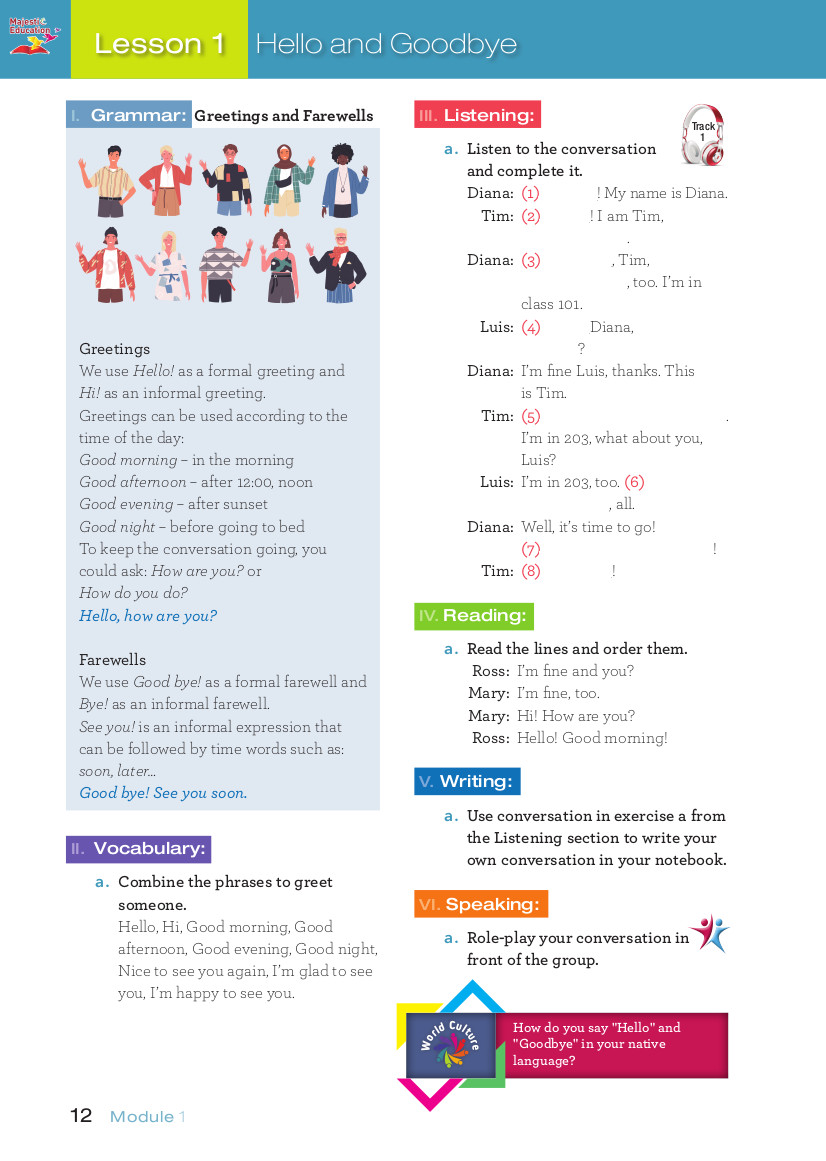 Majestic
Education
Lesson 1
Hello and Goodbye
I. Grammar: Greetings and Farewells
Greetings
We use Hello! as a formal greeting and
Hi! as an informal greeting.
Greetings can be used according to the
time of the day:
Good morning – in the morning
Good afternoon – after 12:00, noon
Good evening – after sunset
Good night – before going to bed
To keep the conversation going, you
could ask: How are you? or
How do you do?
Hello, how are you?
Farewells
We use Good bye! as a formal farewell and
Bye! as an informal farewell.
See you! is an informal expression that
can be followed by time words such as:
soon, later...
Good bye! See you soon.
II. Vocabulary:
a. Combine the phrases to greet
someone.
Hello, Hi, Good morning, Good
afternoon, Good evening, Good night,
Nice to see you again, I'm glad to see
you, I'm happy to see you.
III. Listening:
Track
1
a. Listen to the conversation
and complete it.
Diana: (1) ! My name is Diana.
Tim: (2) ! I am Tim,
.
Diana: (3) , Tim,
, too. I'm in
class 101.
Luis: (4) Diana,
?
Diana: I'm fine Luis, thanks. This
is Tim.
Tim: (5) .
I'm in 203, what about you,
Luis?
Luis: I'm in 203, too. (6)
, all.
Diana: Well, it's time to go!
(7) !
Tim: (8) !
IV. Reading:
a. Read the lines and order them.
Ross: I'm fine and you?
Mary: I'm fine, too.
Mary: Hi! How are you?
Ross: Hello! Good morning!
V. Writing:
a. Use conversation in exercise a from
the Listening section to write your
own conversation in your notebook.
VI. Speaking:
a. Role-play your conversation in
front of the group.
World Culture
How do you say "Hello" and
"Goodbye" in your native
language?
12 Module 1